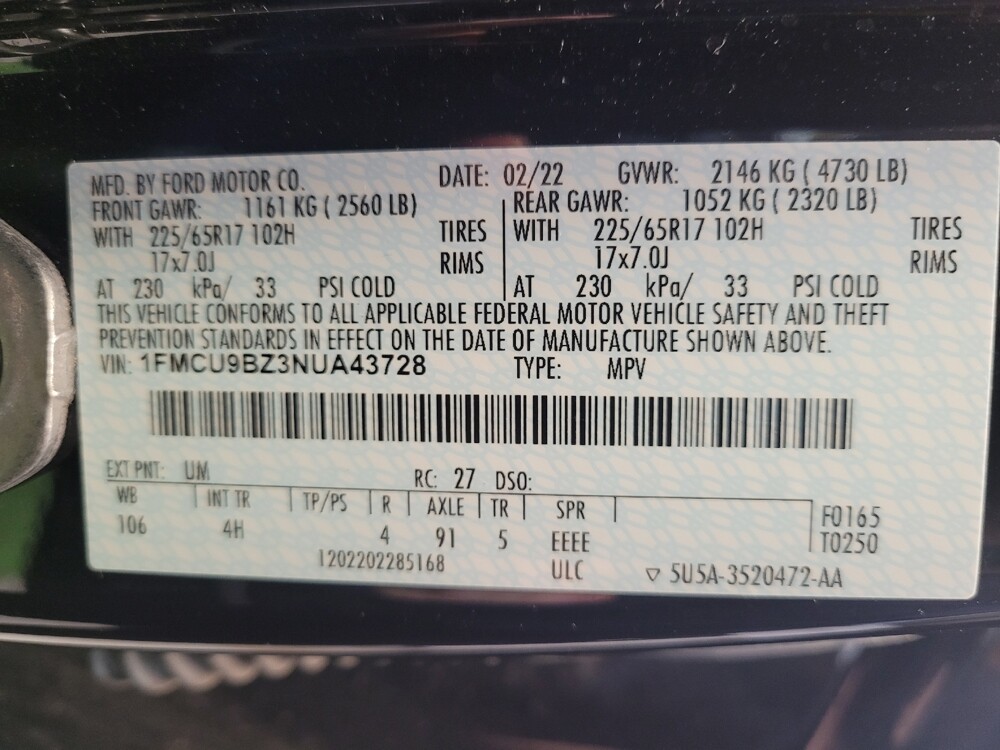 MFD. BY FORD MOTOR CO. DATE: 02/22 GVWR: 2146 KG ( 4730 LB)
FRONT GAWR: 1161 KG ( 2560 LB) REAR GAWR: 1052 KG ( 2320 LB)
WITH 225/65R17 102H TIRES WITH 225/65R17 102H TIRES
17x7.0J RIMS 17x7.0J RIMS
AT 230 kPa/ 33 PSI COLD AT 230 kPa/ 33 PSI COLD
THIS VEHICLE CONFORMS TO ALL APPLICABLE FEDERAL MOTOR VEHICLE SAFETY AND THEFT
PREVENTION STANDARDS IN EFFECT ON THE DATE OF MANUFACTURE SHOWN ABOVE.
VIN: 1FMCU9BZ3NUA43728 TYPE: MPV
EXT PNT: UM RC: 27 DSO:
WB INT TR TP/PS R AXLE TR SPR F0165
106 4H 4 91 5 EEEE T0250
1202202285168 ULC ▽ 5U5A-3520472-AA